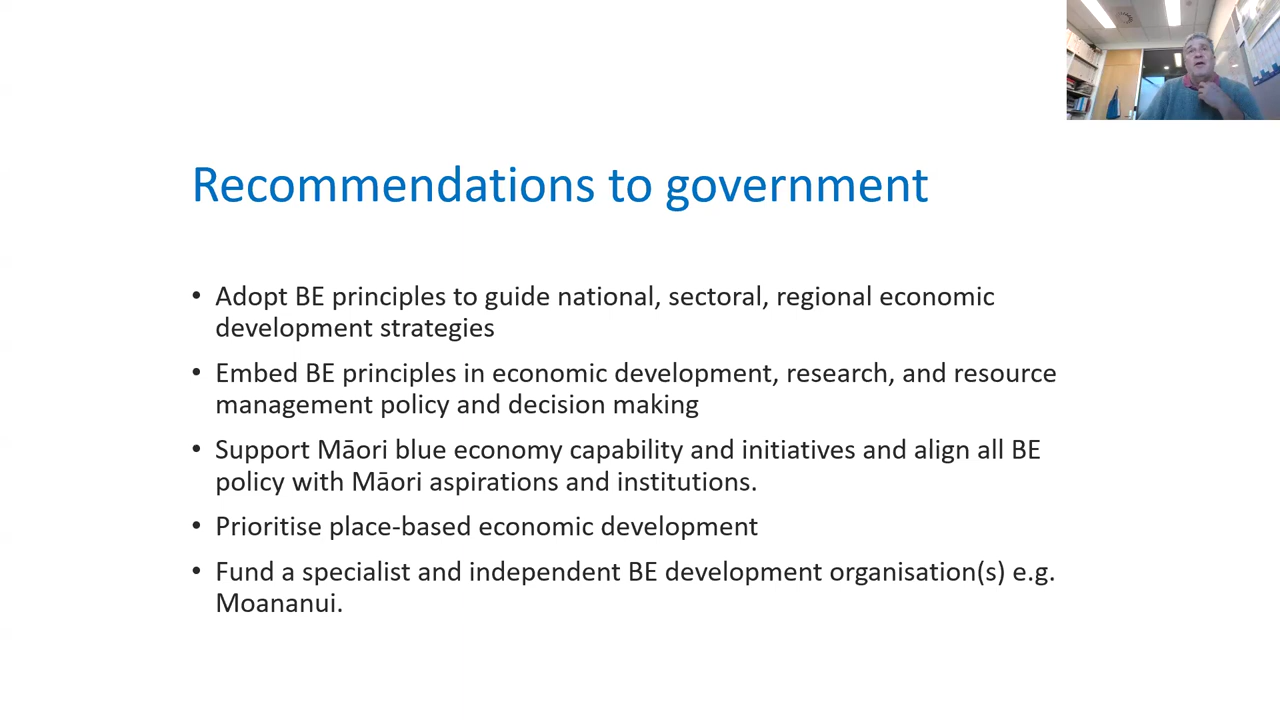 Recommendations to government
• Adopt BE principles to guide national, sectoral, regional economic
development strategies
• Embed BE principles in economic development, research, and resource
management policy and decision making
• Support Māori blue economy capability and initiatives and align all BE
policy with Māori aspirations and institutions.
• Prioritise place-based economic development
• Fund a specialist and independent BE development organisation(s) e.g.
Moananui.